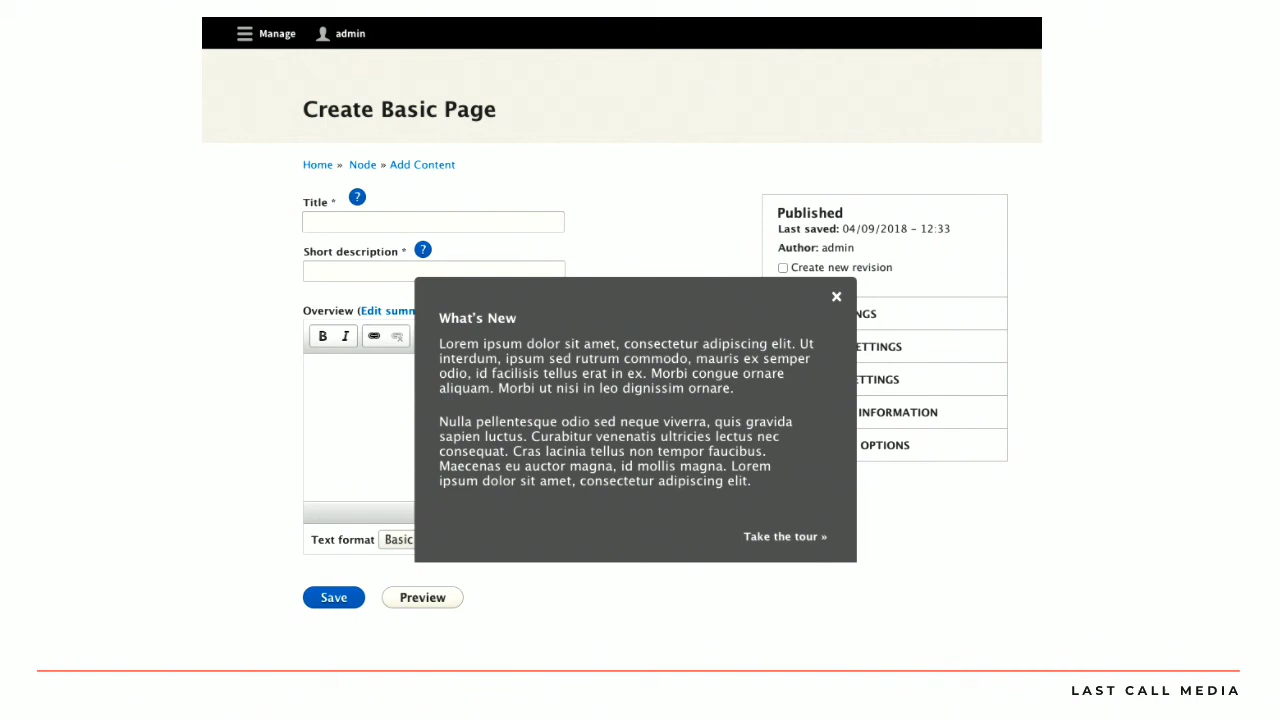 Manage admin
Create Basic Page
Home » Node » Add Content
Title * ?
Short description * ?
Overview (Edit summ
B I
Published
Last saved: 04/09/2018 – 12:33
Author: admin
Create new revision
NGS
ETTINGS
ETTINGS
INFORMATION
OPTIONS
x
What's New
Lorem ipsum dolor sit amet, consectetur adipiscing elit. Ut
interdum, ipsum sed rutrum commodo, mauris ex semper
odio, id facilisis tellus erat in ex. Morbi congue ornare
aliquam. Morbi ut nisi in leo dignissim ornare.
Nulla pellentesque odio sed neque viverra, quis gravida
sapien luctus. Curabitur venenatis ultricies lectus nec
consequat. Cras lacinia tellus non tempor faucibus.
Maecenas eu auctor magna, id mollis magna. Lorem
ipsum dolor sit amet, consectetur adipiscing elit.
Take the tour »
Text format Basic
Save Preview
LAST CALL MEDIA